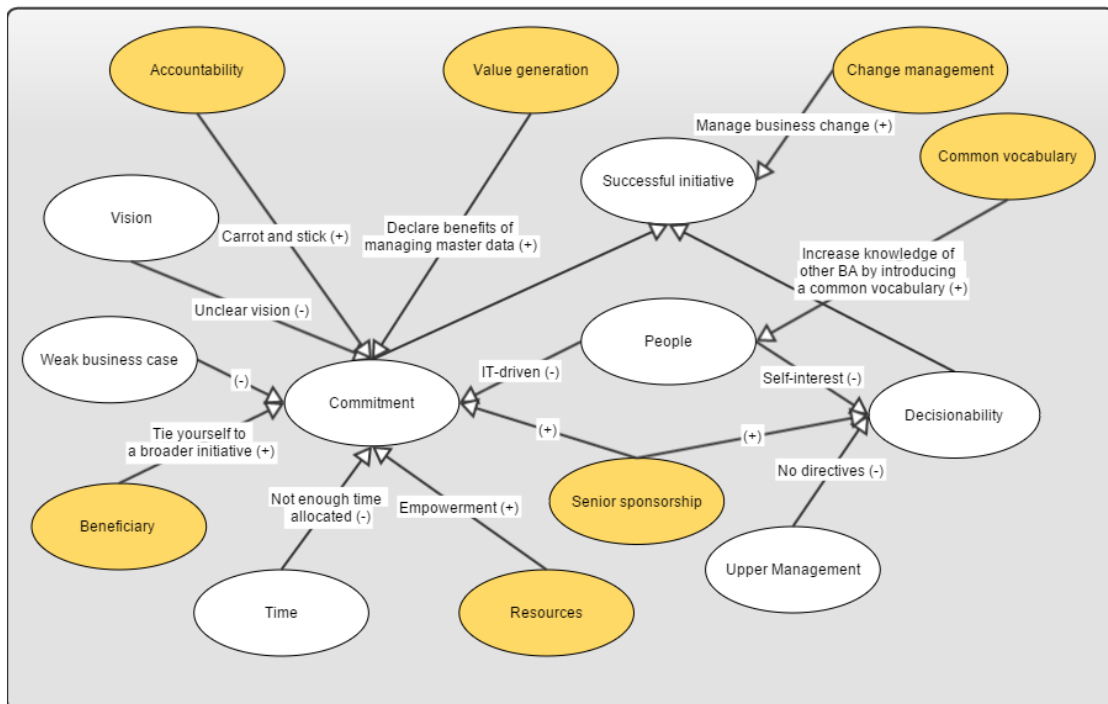 Accountability
Value generation
Change management
Manage business change (+)
Common vocabulary
Successful initiative
Vision
Carrot and stick (+)
Declare benefits of
managing master data (+)
Increase knowledge of
other BA by introducing
a common vocabulary (+)
Unclear vision (-)
People
Weak business case
(-)
IT-driven (-)
Self-interest (-)
Commitment
Decisionability
Tie yourself to
a broader initiative (+)
(+)
(+)
No directives (-)
Not enough time
allocated (-)
Empowerment (+)
Senior sponsorship
Beneficiary
Upper Management
Time
Resources